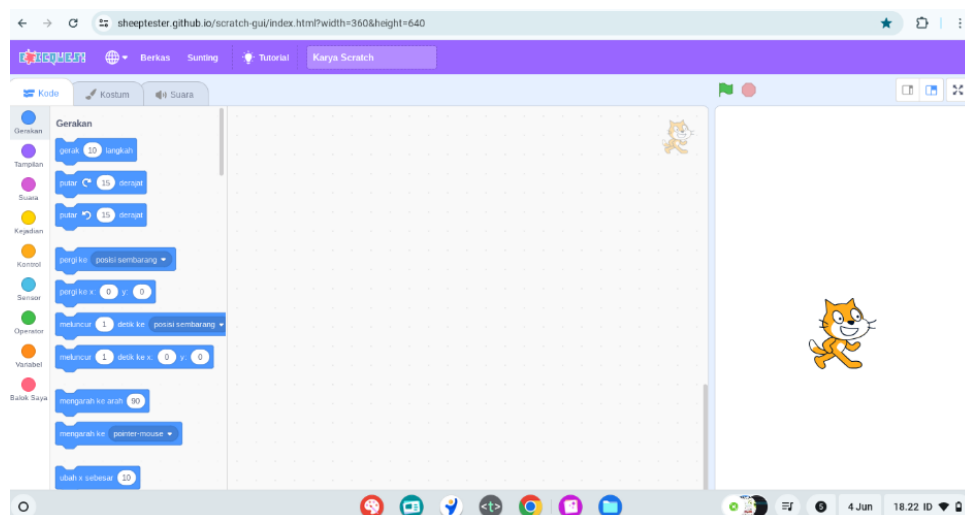 sheeptester.github.io/scratch-gui/index.html?width=360&height=640
Berkas Sunting Tutorial Karya Scratch
Kode Kostum Suara
Gerakan
Tampilan
Suara
Kejadian
Kontrol
Sensor
Operator
Variabel
Balok Saya
Gerakan
gerak 10 langkah
putar 15 derajat
putar 15 derajat
pergi ke posisi sembarang
pergi ke x: 0 y: 0
meluncur 1 detik ke posisi sembarang
meluncur 1 detik ke x: 0 y: 0
mengarah ke arah 90
mengarah ke pointer-mouse
ubah x sebesar 10
4 Jun 18.22 ID